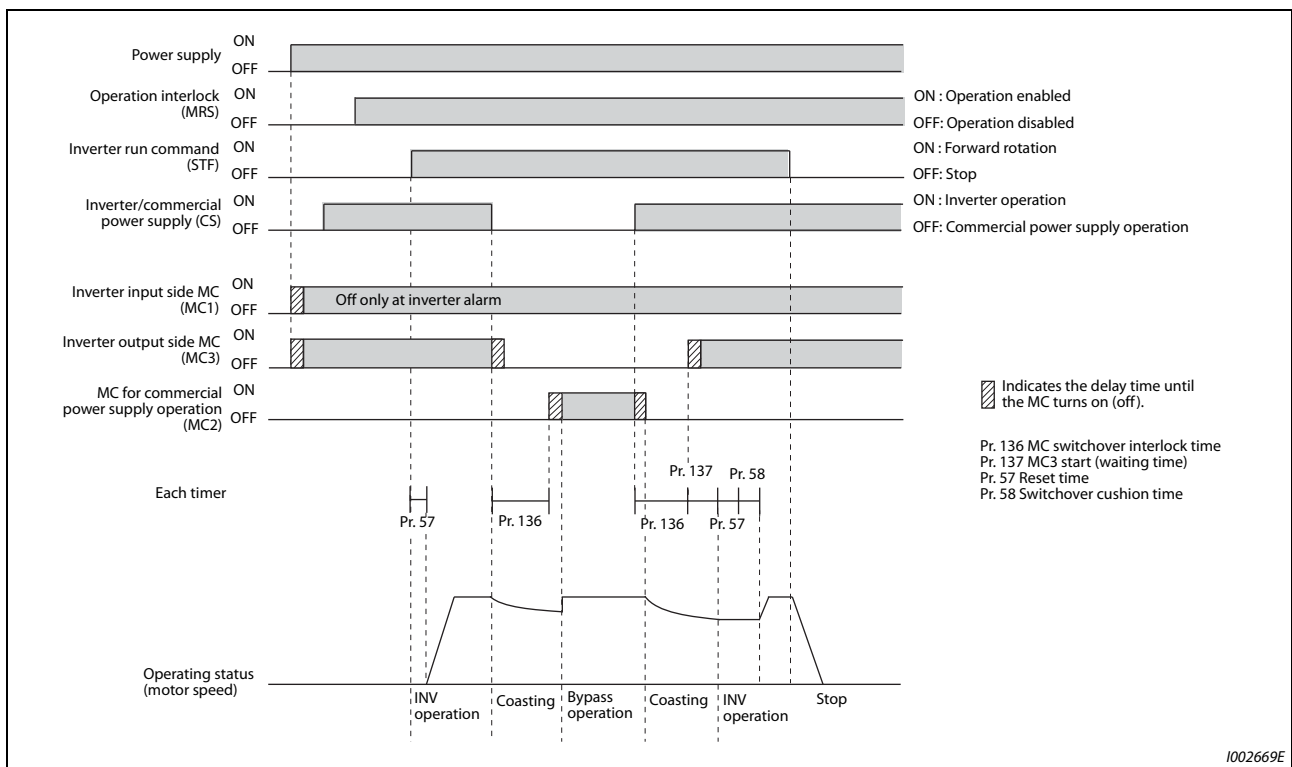 Power supply
ON
OFF
Operation interlock
(MRS)
ON
OFF
ON : Operation enabled
OFF: Operation disabled
Inverter run command
(STF)
ON
OFF
ON : Forward rotation
OFF: Stop
Inverter/commercial
power supply (CS)
ON
OFF
ON : Inverter operation
OFF: Commercial power supply operation
Inverter input side MC
(MC1)
ON
OFF
Off only at inverter alarm
Inverter output side MC
(MC3)
ON
OFF
MC for commercial
power supply operation
(MC2)
ON
OFF
Indicates the delay time until
the MC turns on (off).
Pr. 136 MC switchover interlock time
Pr. 137 MC3 start (waiting time)
Pr. 57 Reset time
Pr. 58 Switchover cushion time
Each timer
Pr. 137
Pr. 58
Pr. 57
Pr. 136
Pr. 136
Pr. 57
Operating status
(motor speed)
INV
operation
Coasting
Bypass
operation
Coasting
INV
operation
Stop
I002669E